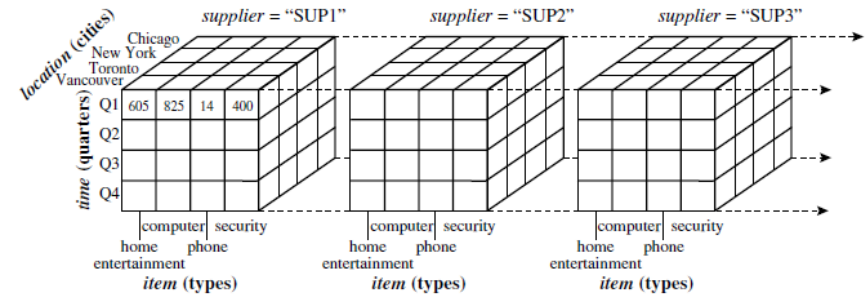 supplier = “SUP1” supplier = “SUP2” supplier = “SUP3”
location (cities)
Chicago
New York
Toronto
Vancouver
time (quarters)
Q1 605 825 14 400
Q2
Q3
Q4
computer security computer security computer security
home phone home phone home phone
entertainment entertainment entertainment
item (types) item (types) item (types)